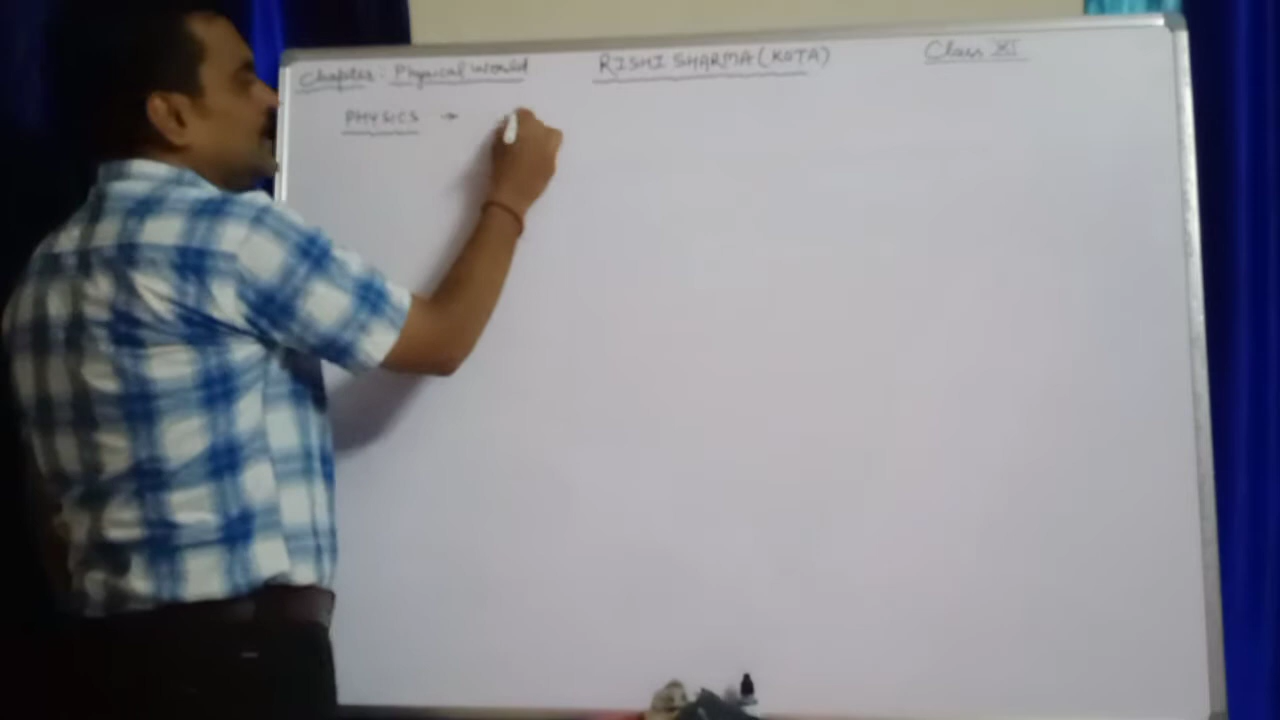 Chapter : Physical World RISHI SHARMA (KOTA) Class XI
PHYSICS →